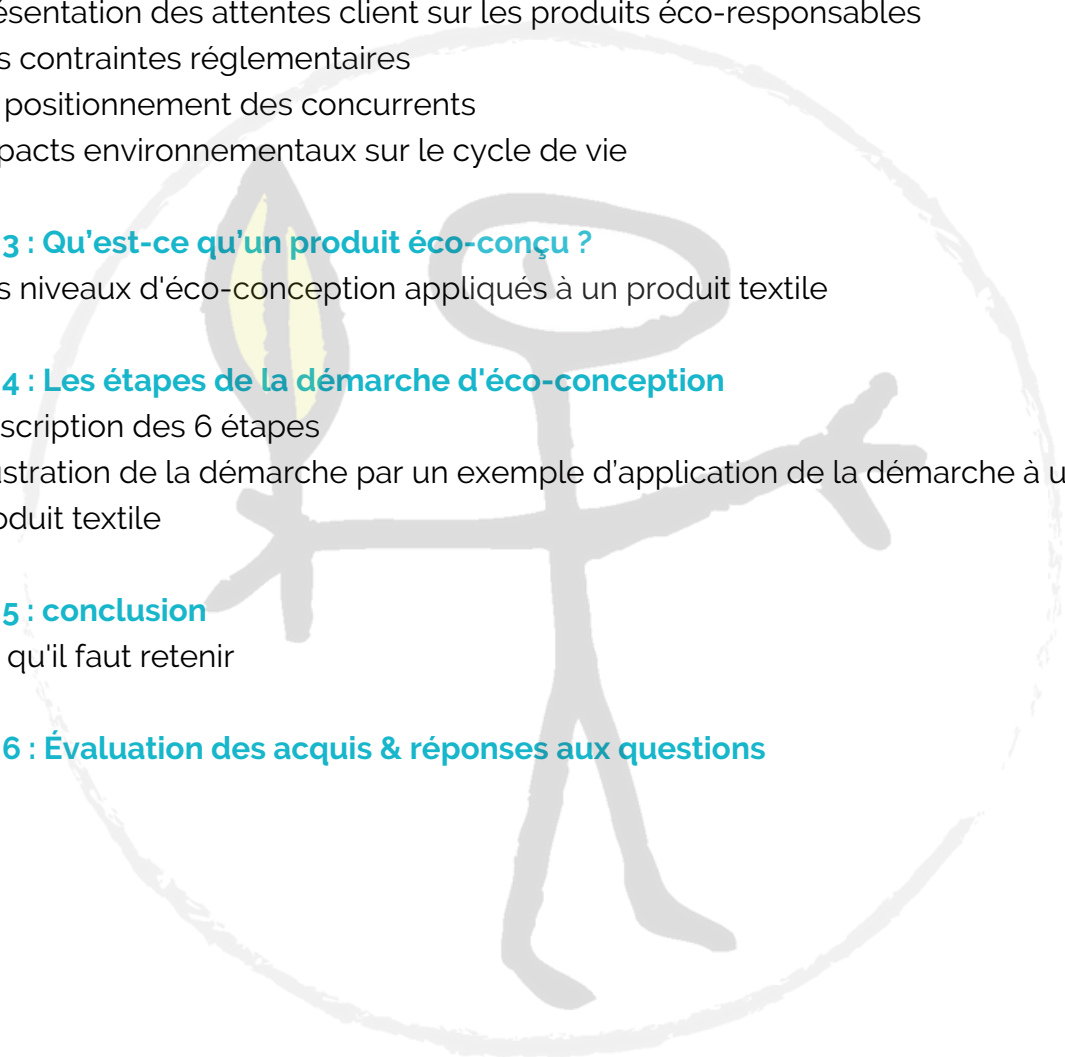 ésentation des attentes client sur les produits éco-responsables
s contraintes réglementaires
positionnement des concurrents
pacts environnementaux sur le cycle de vie
3 : Qu’est-ce qu’un produit éco-conçu ?
s niveaux d'éco-conception appliqués à un produit textile
4 : Les étapes de la démarche d'éco-conception
scription des 6 étapes
ustration de la démarche par un exemple d’application de la démarche à u
oduit textile
5 : conclusion
qu'il faut retenir
6 : Évaluation des acquis & réponses aux questions